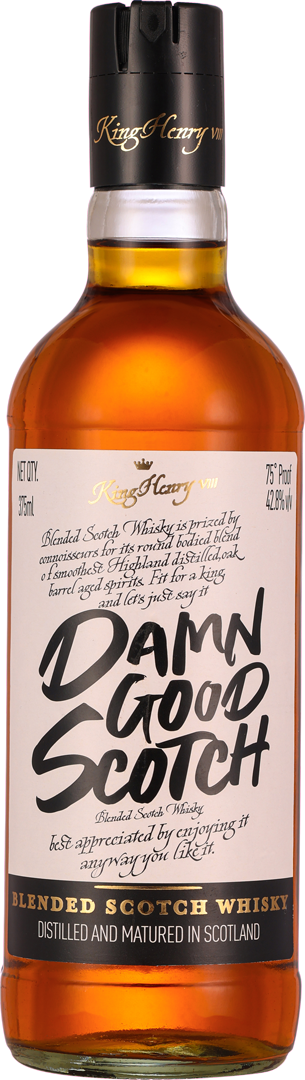 King Henry VIII
NET QTY.
375ml
75° Proof
42.8% v/v
King Henry VIII
Blended Scotch Whisky is prized by
connoisseurs for its round bodied blend
of smoothest Highland distilled, oak
barrel aged spirits. Fit for a king
and let's just say it
DAMN
GOOD
SCOTCH
Blended Scotch Whisky
best appreciated by enjoying it
anyway you like it.
BLENDED SCOTCH WHISKY
DISTILLED AND MATURED IN SCOTLAND